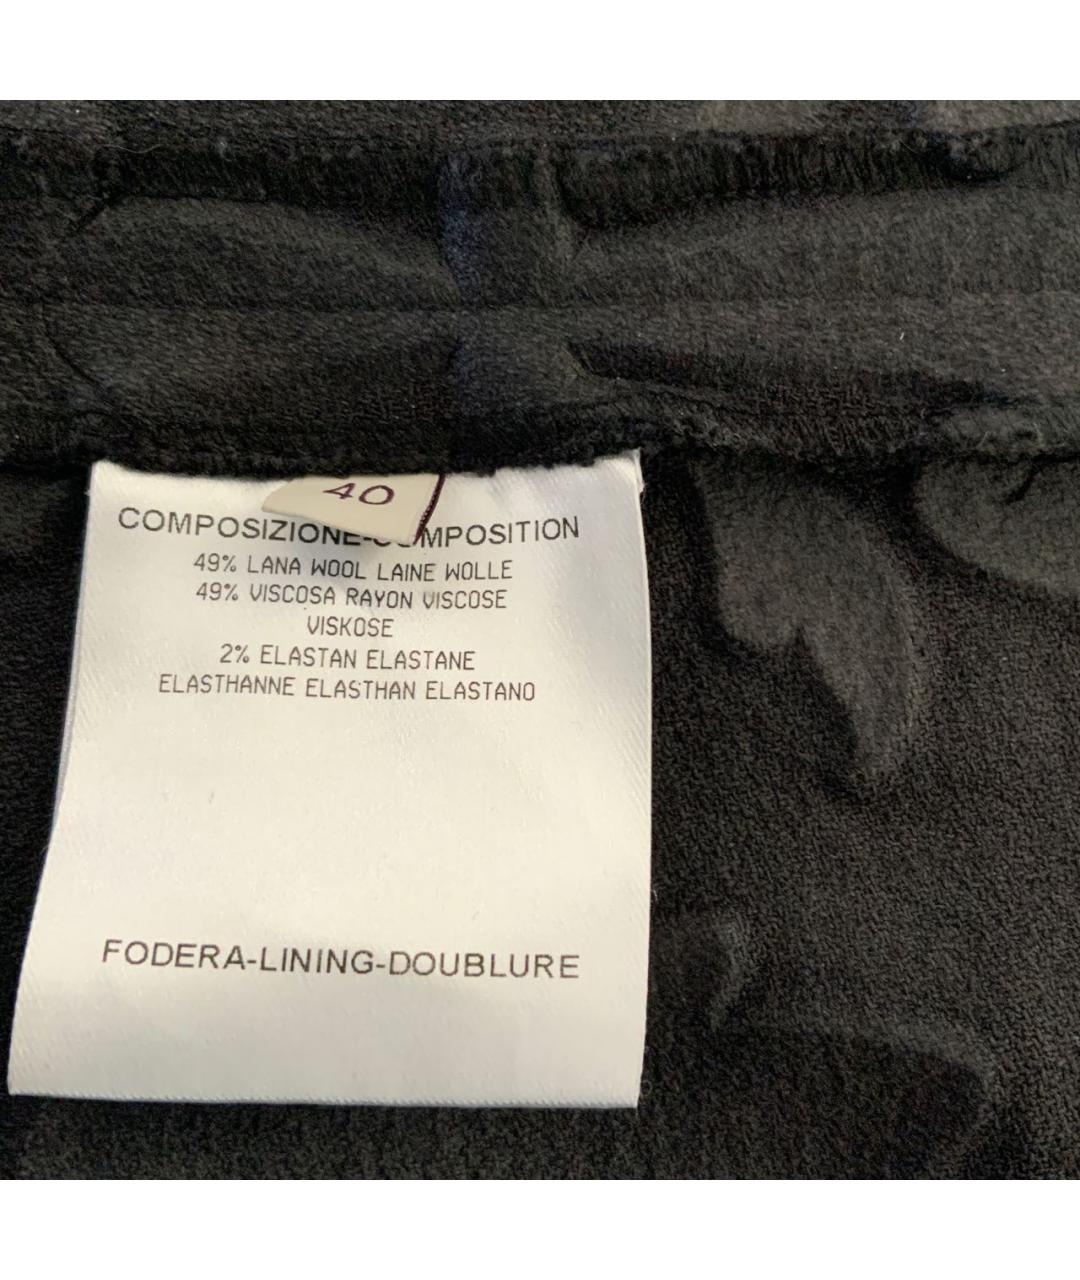 40
COMPOSIZIONE-COMPOSITION
49% LANA WOOL LAINE WOLLE
49% VISCOSA RAYON VISCOSE
VISKOSE
2% ELASTAN ELASTANE
ELASTHANNE ELASTHAN ELASTANO
FODERA-LINING-DOUBLURE